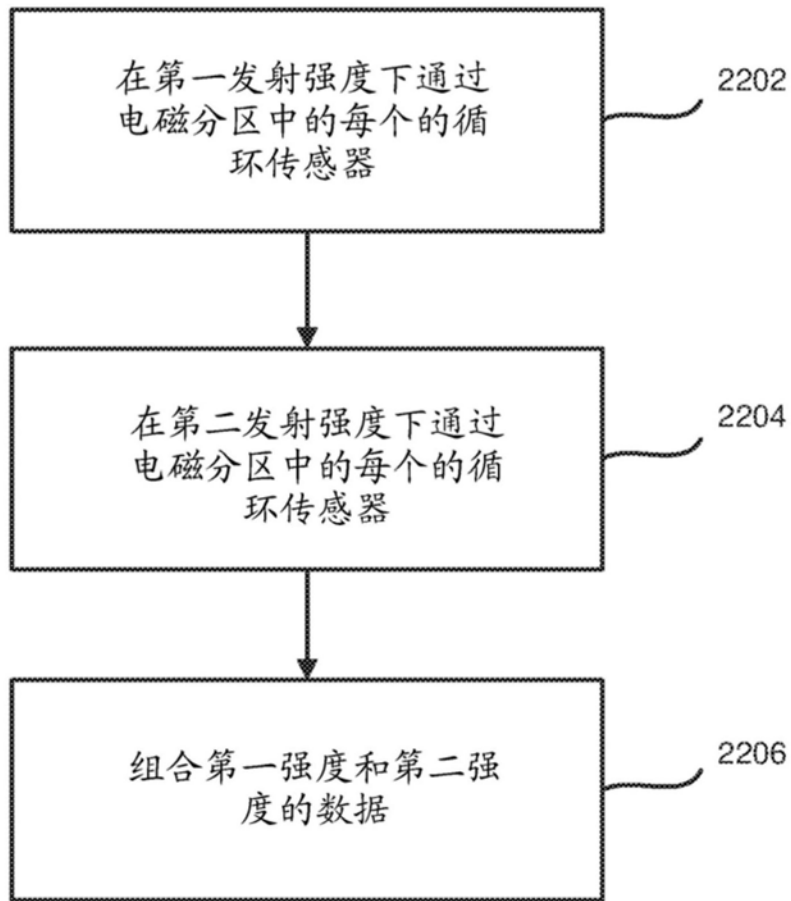 在第一发射强度下通过
电磁分区中的每个的循
环传感器
2202
在第二发射强度下通过
电磁分区中的每个的循
环传感器
2204
组合第一强度和第二强
度的数据
2206